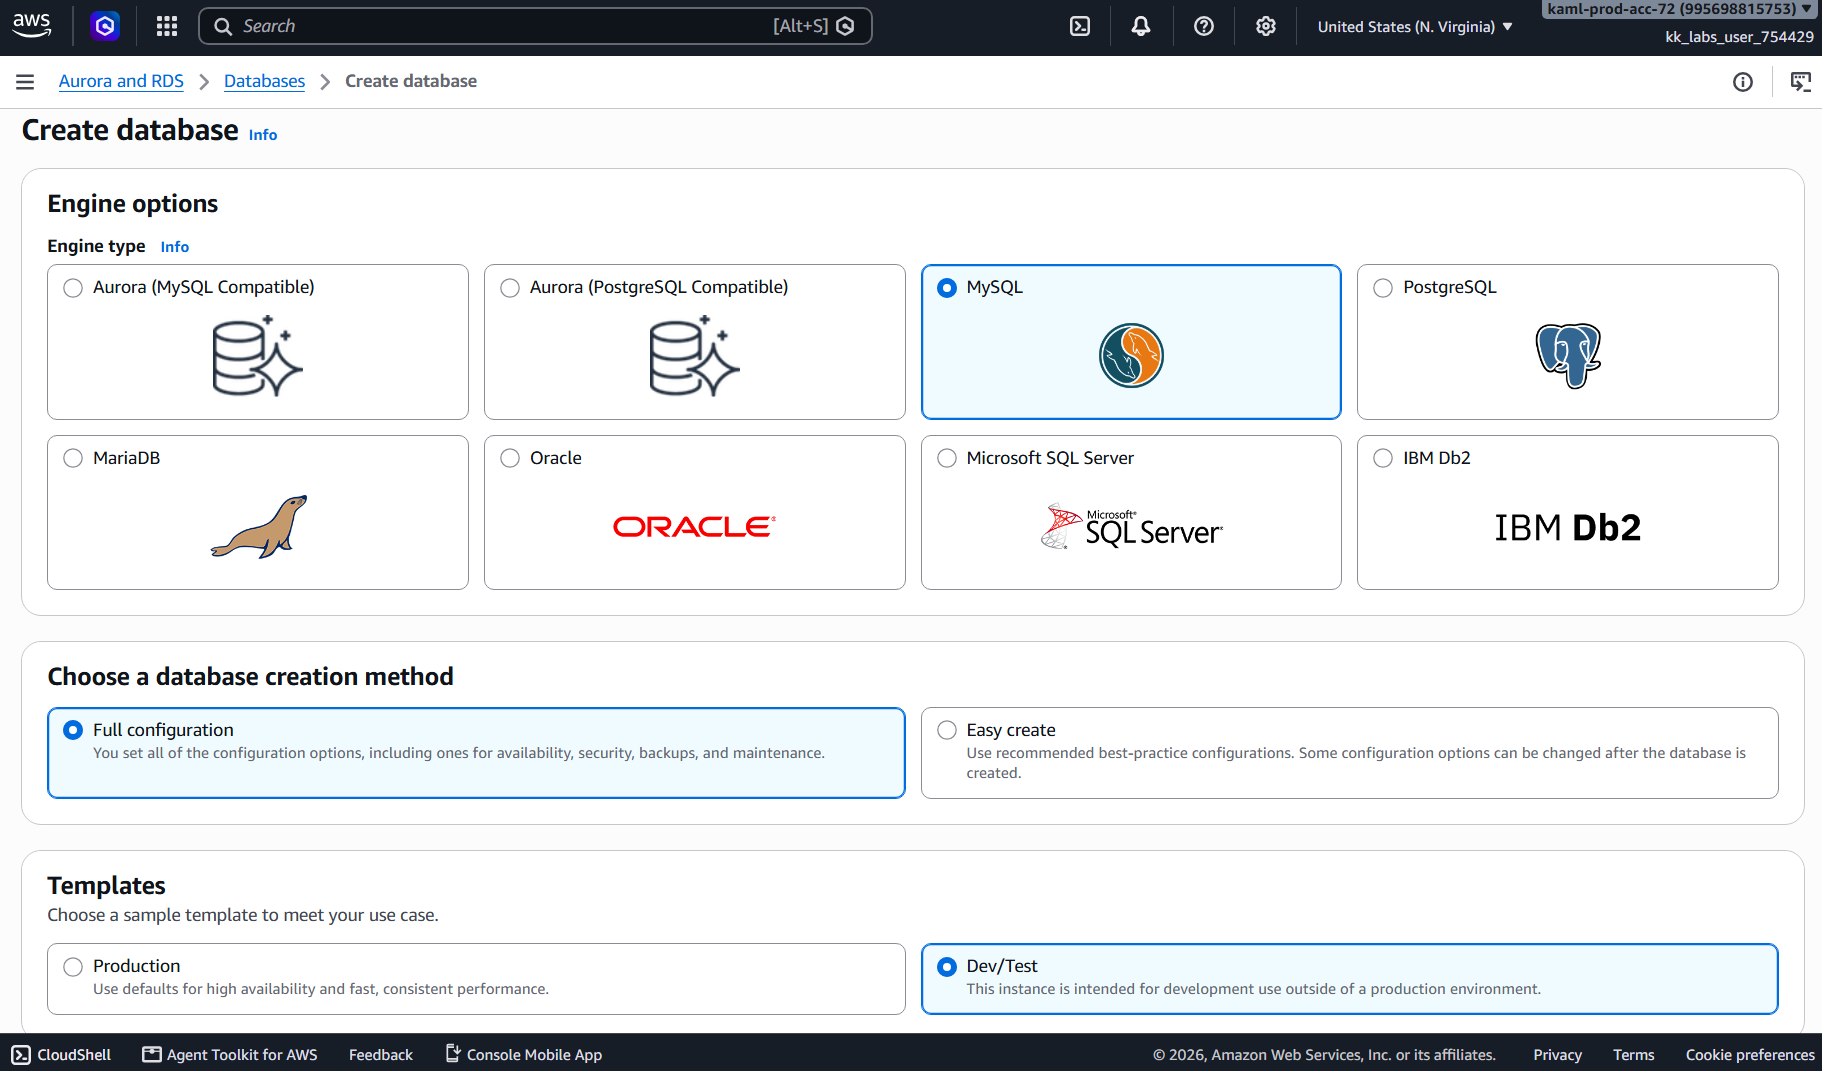 aws
Search
[Alt+S]
United States (N. Virginia)
kaml-prod-acc-72 (995698815753)
kk_labs_user_754429
Aurora and RDS
Databases
Create database
Create database
Info
Engine options
Engine type
Info
Aurora (MySQL Compatible)
Aurora (PostgreSQL Compatible)
MySQL
PostgreSQL
MariaDB
Oracle
ORACLE®
Microsoft SQL Server
Microsoft®
SQL Server®
IBM Db2
IBM Db2
Choose a database creation method
Full configuration
You set all of the configuration options, including ones for availability, security, backups, and maintenance.
Easy create
Use recommended best-practice configurations. Some configuration options can be changed after the database is
created.
Templates
Choose a sample template to meet your use case.
Production
Use defaults for high availability and fast, consistent performance.
Dev/Test
This instance is intended for development use outside of a production environment.
CloudShell
Agent Toolkit for AWS
Feedback
Console Mobile App
© 2026, Amazon Web Services, Inc. or its affiliates.
Privacy
Terms
Cookie preferences